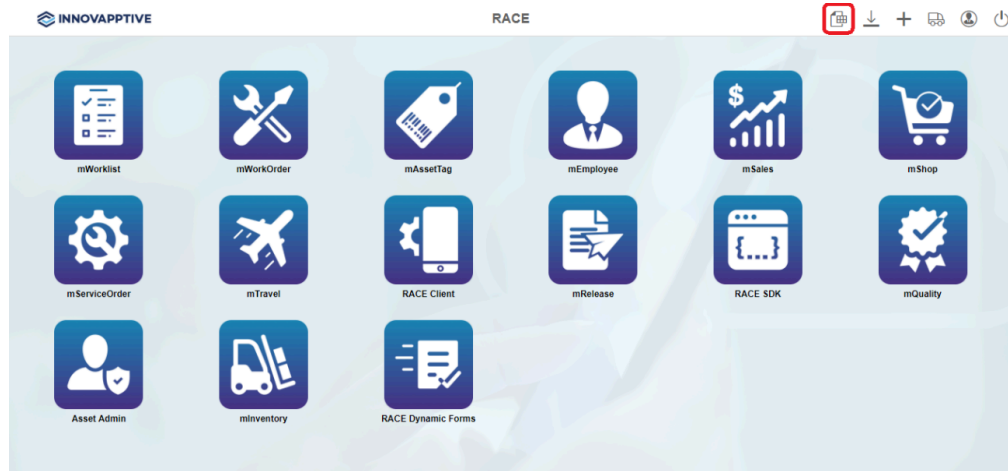 INNOVAPPTIVE
RACE
$
mWorklist
mWorkOrder
mAssetTag
mEmployee
mSales
mShop
{...}
mServiceOrder
mTravel
RACE Client
mRelease
RACE SDK
mQuality
Asset Admin
mInventory
RACE Dynamic Forms